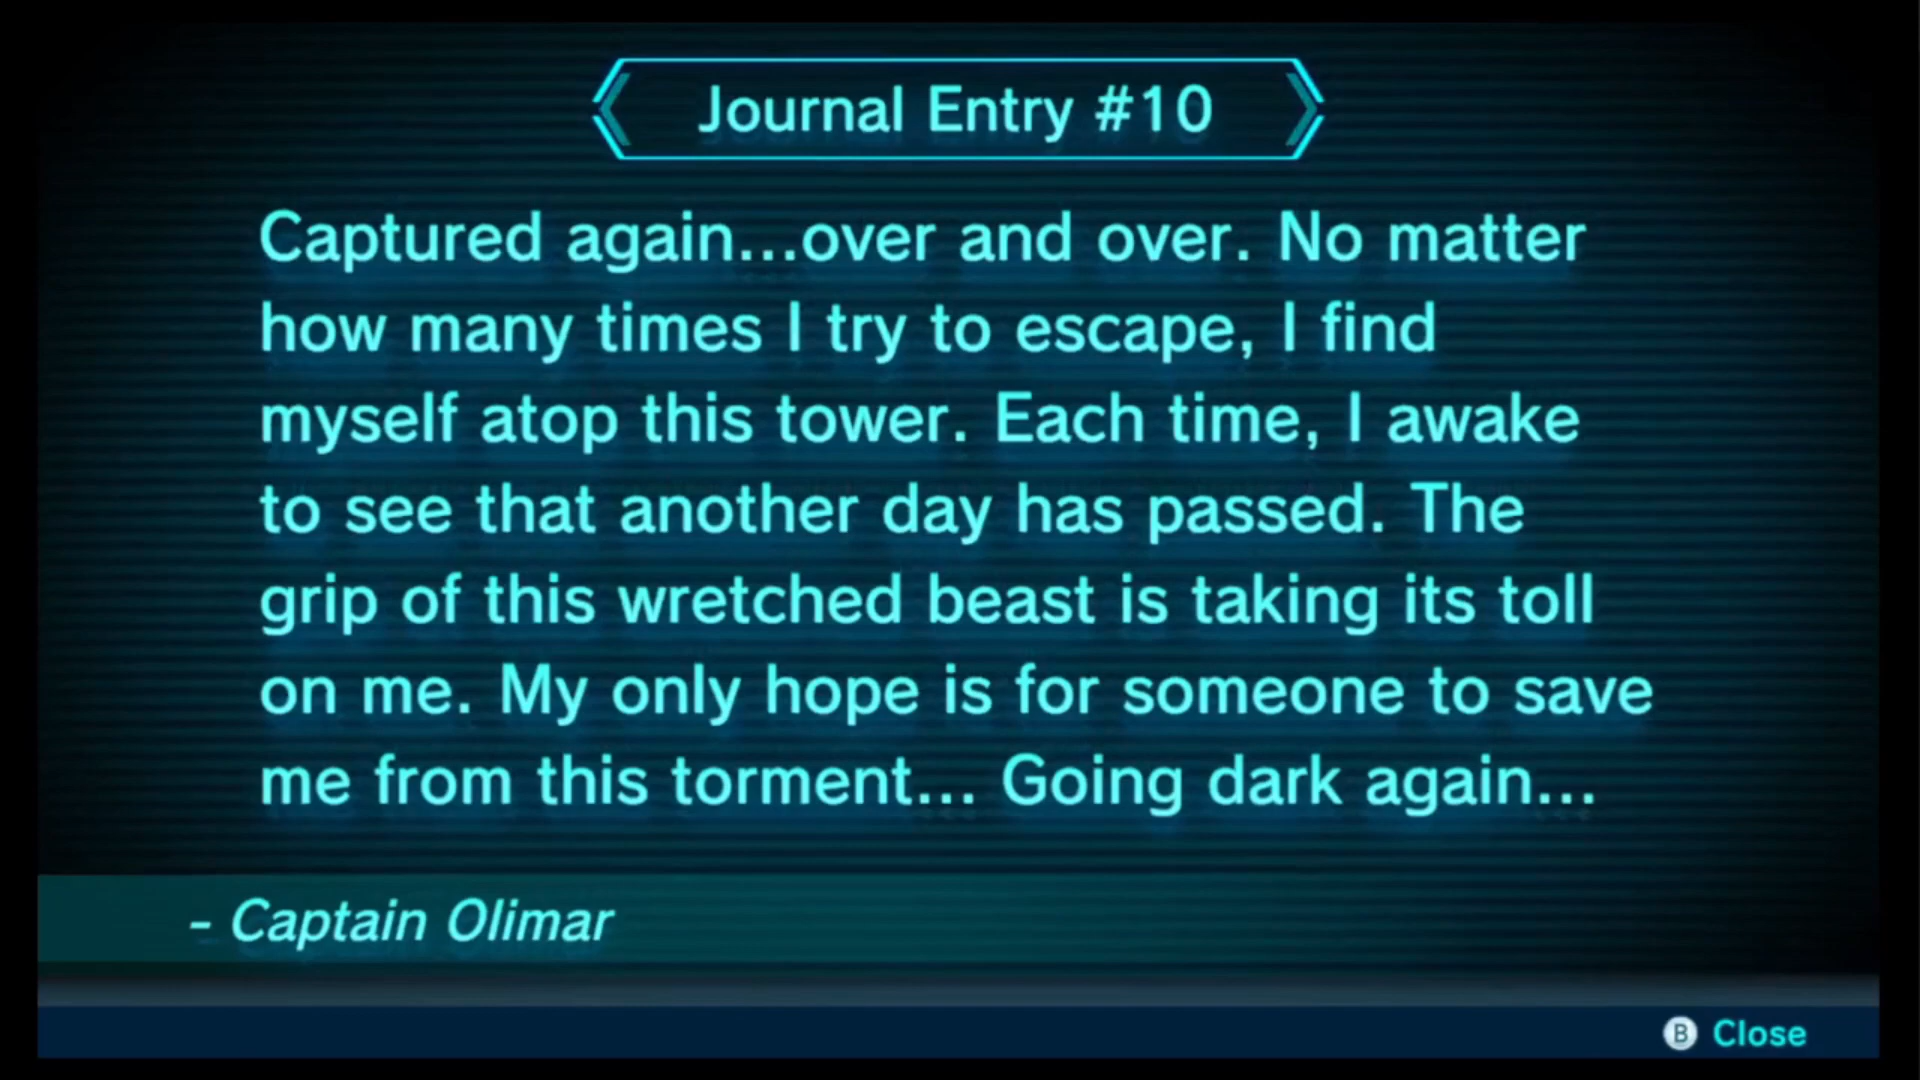 Journal Entry #10
Captured again...over and over. No matter
how many times I try to escape, I find
myself atop this tower. Each time, I awake
to see that another day has passed. The
grip of this wretched beast is taking its toll
on me. My only hope is for someone to save
me from this torment... Going dark again...
- Captain Olimar
B Close